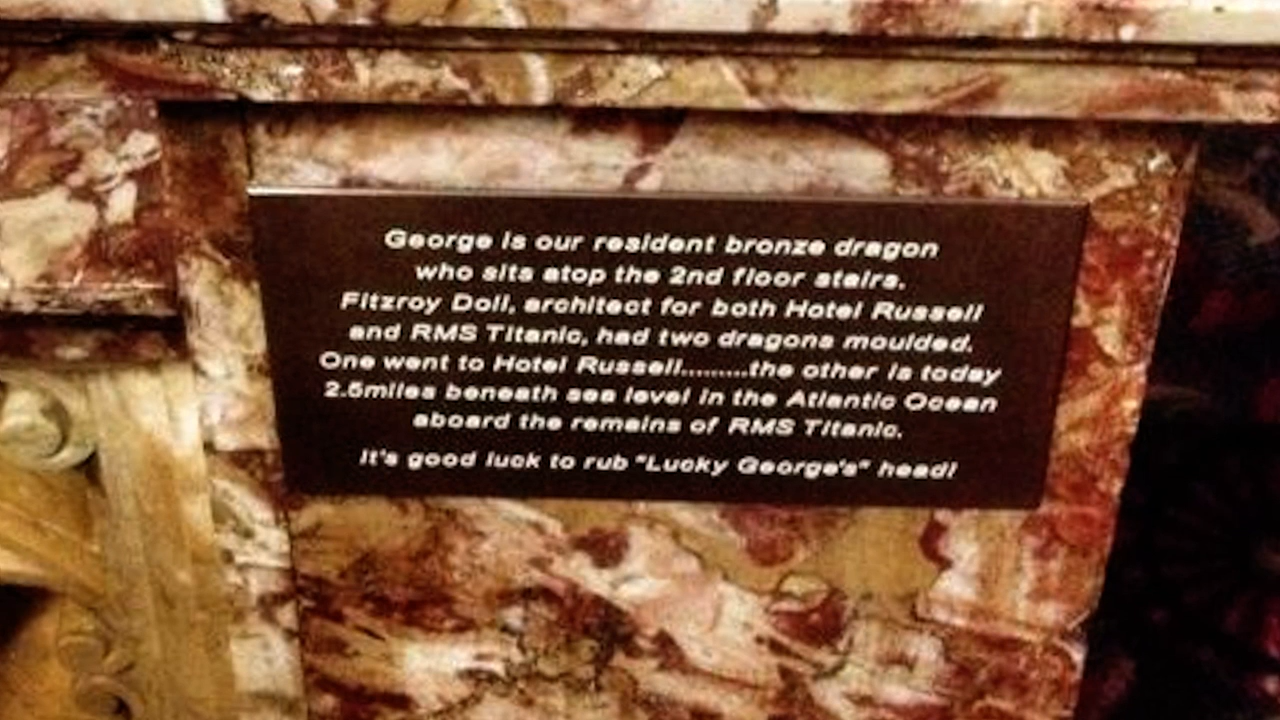 George is our resident bronze dragon
who sits atop the 2nd floor stairs.
Fitzroy Doll, architect for both Hotel Russell
and RMS Titanic, had two dragons moulded.
One went to Hotel Russell.........the other is today
2.5miles beneath sea level in the Atlantic Ocean
aboard the remains of RMS Titanic.
It's good luck to rub "Lucky George's" head!